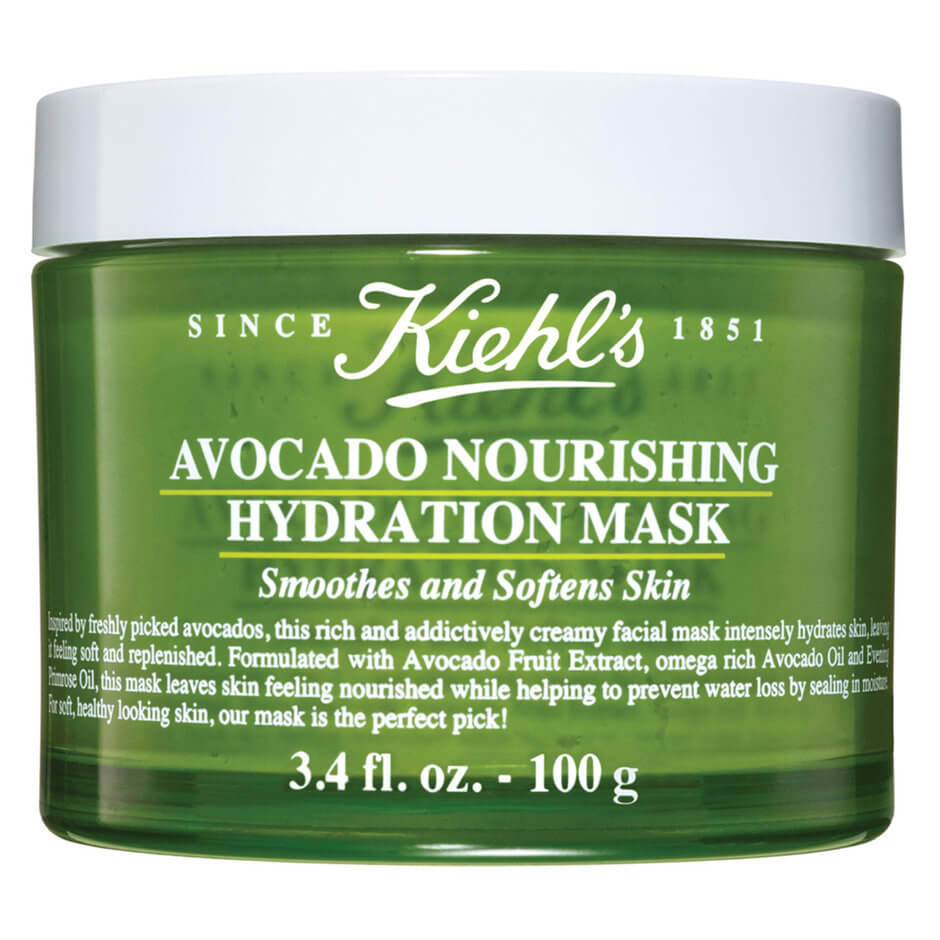 SINCE Kiehl's 1851
AVOCADO NOURISHING
HYDRATION MASK
Smoothes and Softens Skin
Inspired by freshly picked avocados, this rich and addictively creamy facial mask intensely hydrates skin, leaving
it feeling soft and replenished. Formulated with Avocado Fruit Extract, omega rich Avocado Oil and Evening
Primrose Oil, this mask leaves skin feeling nourished while helping to prevent water loss by sealing in moisture.
For soft, healthy looking skin, our mask is the perfect pick!
3.4 fl. oz. - 100 g